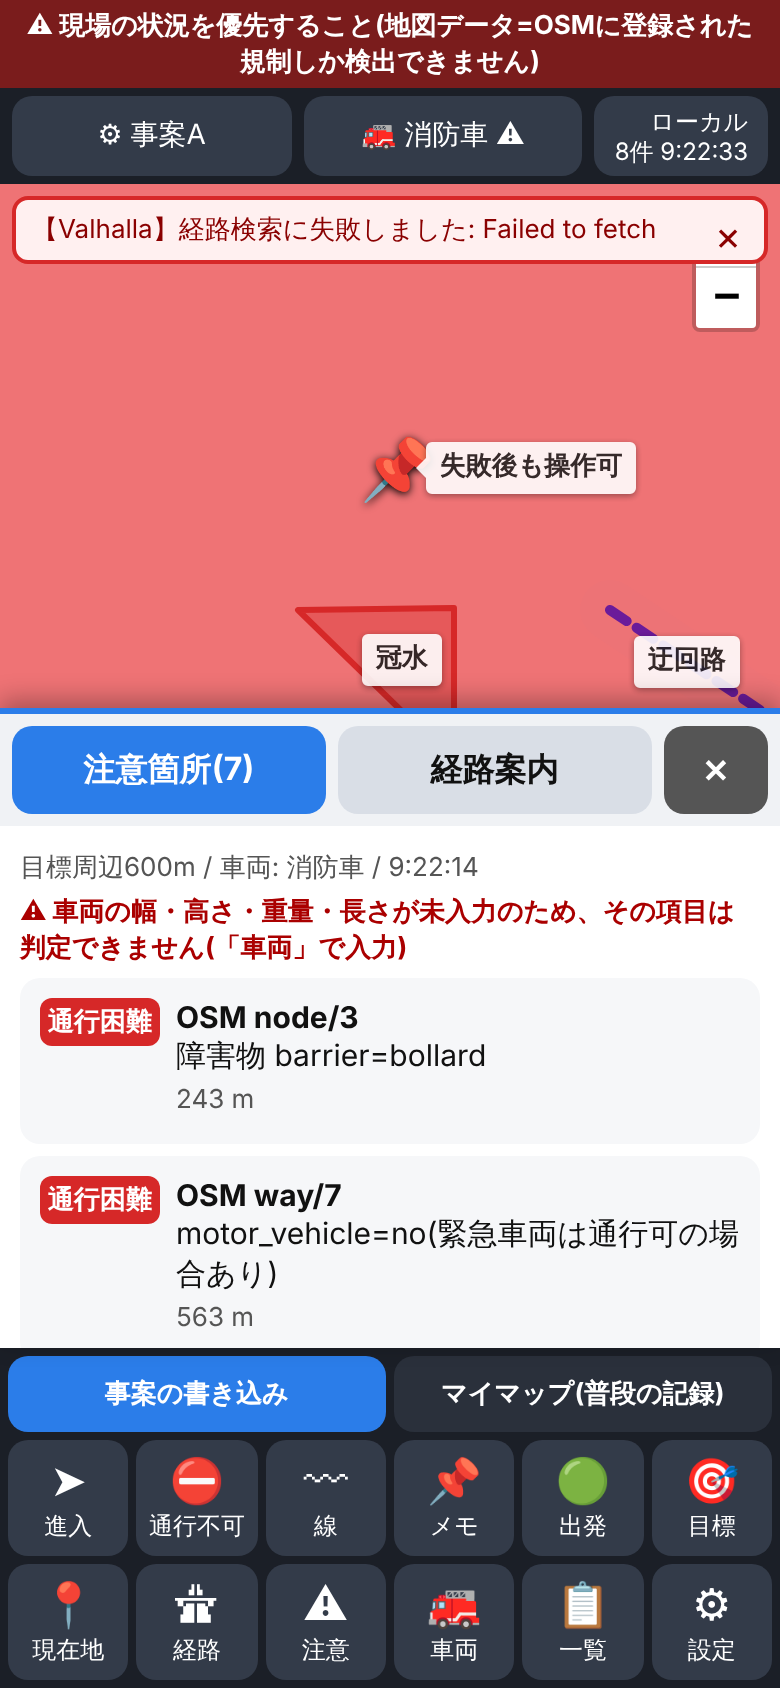 ⚠ 現場の状況を優先すること(地図データ=OSMに登録された
規制しか検出できません)
⚙ 事案A
🚒 消防車 ⚠
ローカル
8件 9:22:33
【Valhalla】経路検索に失敗しました: Failed to fetch
×
−
失敗後も操作可
冠水
迂回路
注意箇所(7)
経路案内
×
目標周辺600m / 車両: 消防車 / 9:22:14
⚠ 車両の幅・高さ・重量・長さが未入力のため、その項目は
判定できません(「車両」で入力)
通行困難
OSM node/3
障害物 barrier=bollard
243 m
通行困難
OSM way/7
motor_vehicle=no(緊急車両は通行可の場
合あり)
563 m
事案の書き込み
マイマップ(普段の記録)
進入
通行不可
線
メモ
出発
目標
現在地
経路
注意
車両
一覧
設定